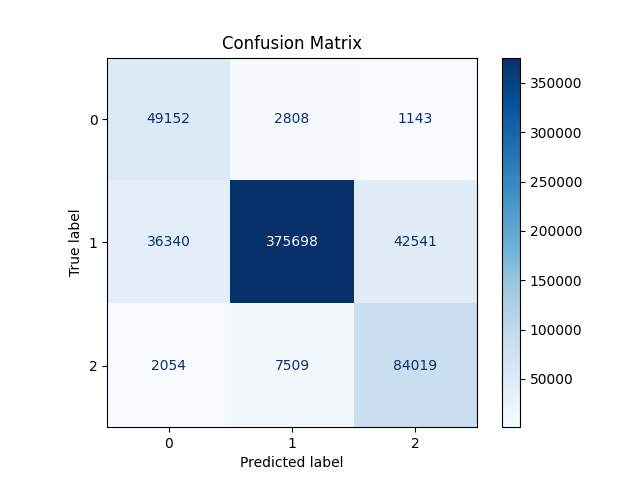 Confusion Matrix
True label
0
49152 2808 1143
1
36340 375698 42541
2
2054 7509 84019
0 1 2
Predicted label
350000
300000
250000
200000
150000
100000
50000